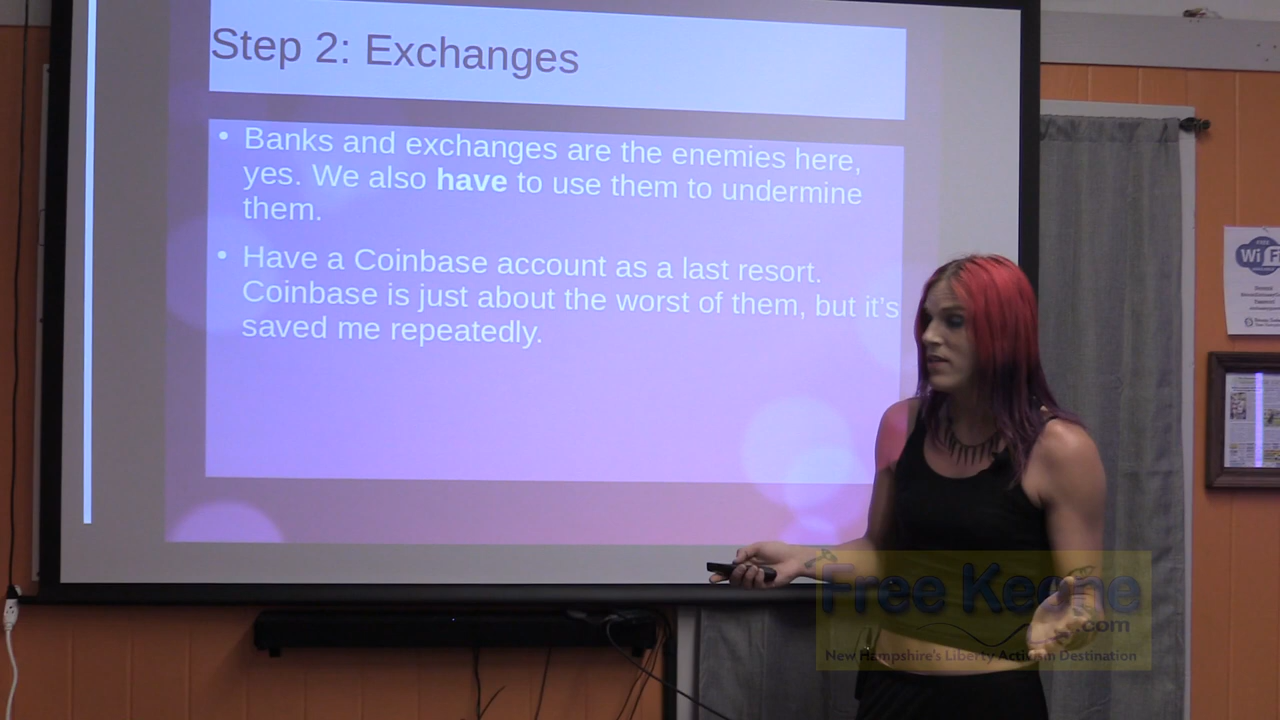 Step 2: Exchanges
• Banks and exchanges are the enemies here,
yes. We also have to use them to undermine
them.
• Have a Coinbase account as a last resort.
Coinbase is just about the worst of them, but it's
saved me repeatedly.
Wi Fi
Free Keene
.com
New Hampshire's Liberty Activism Destination